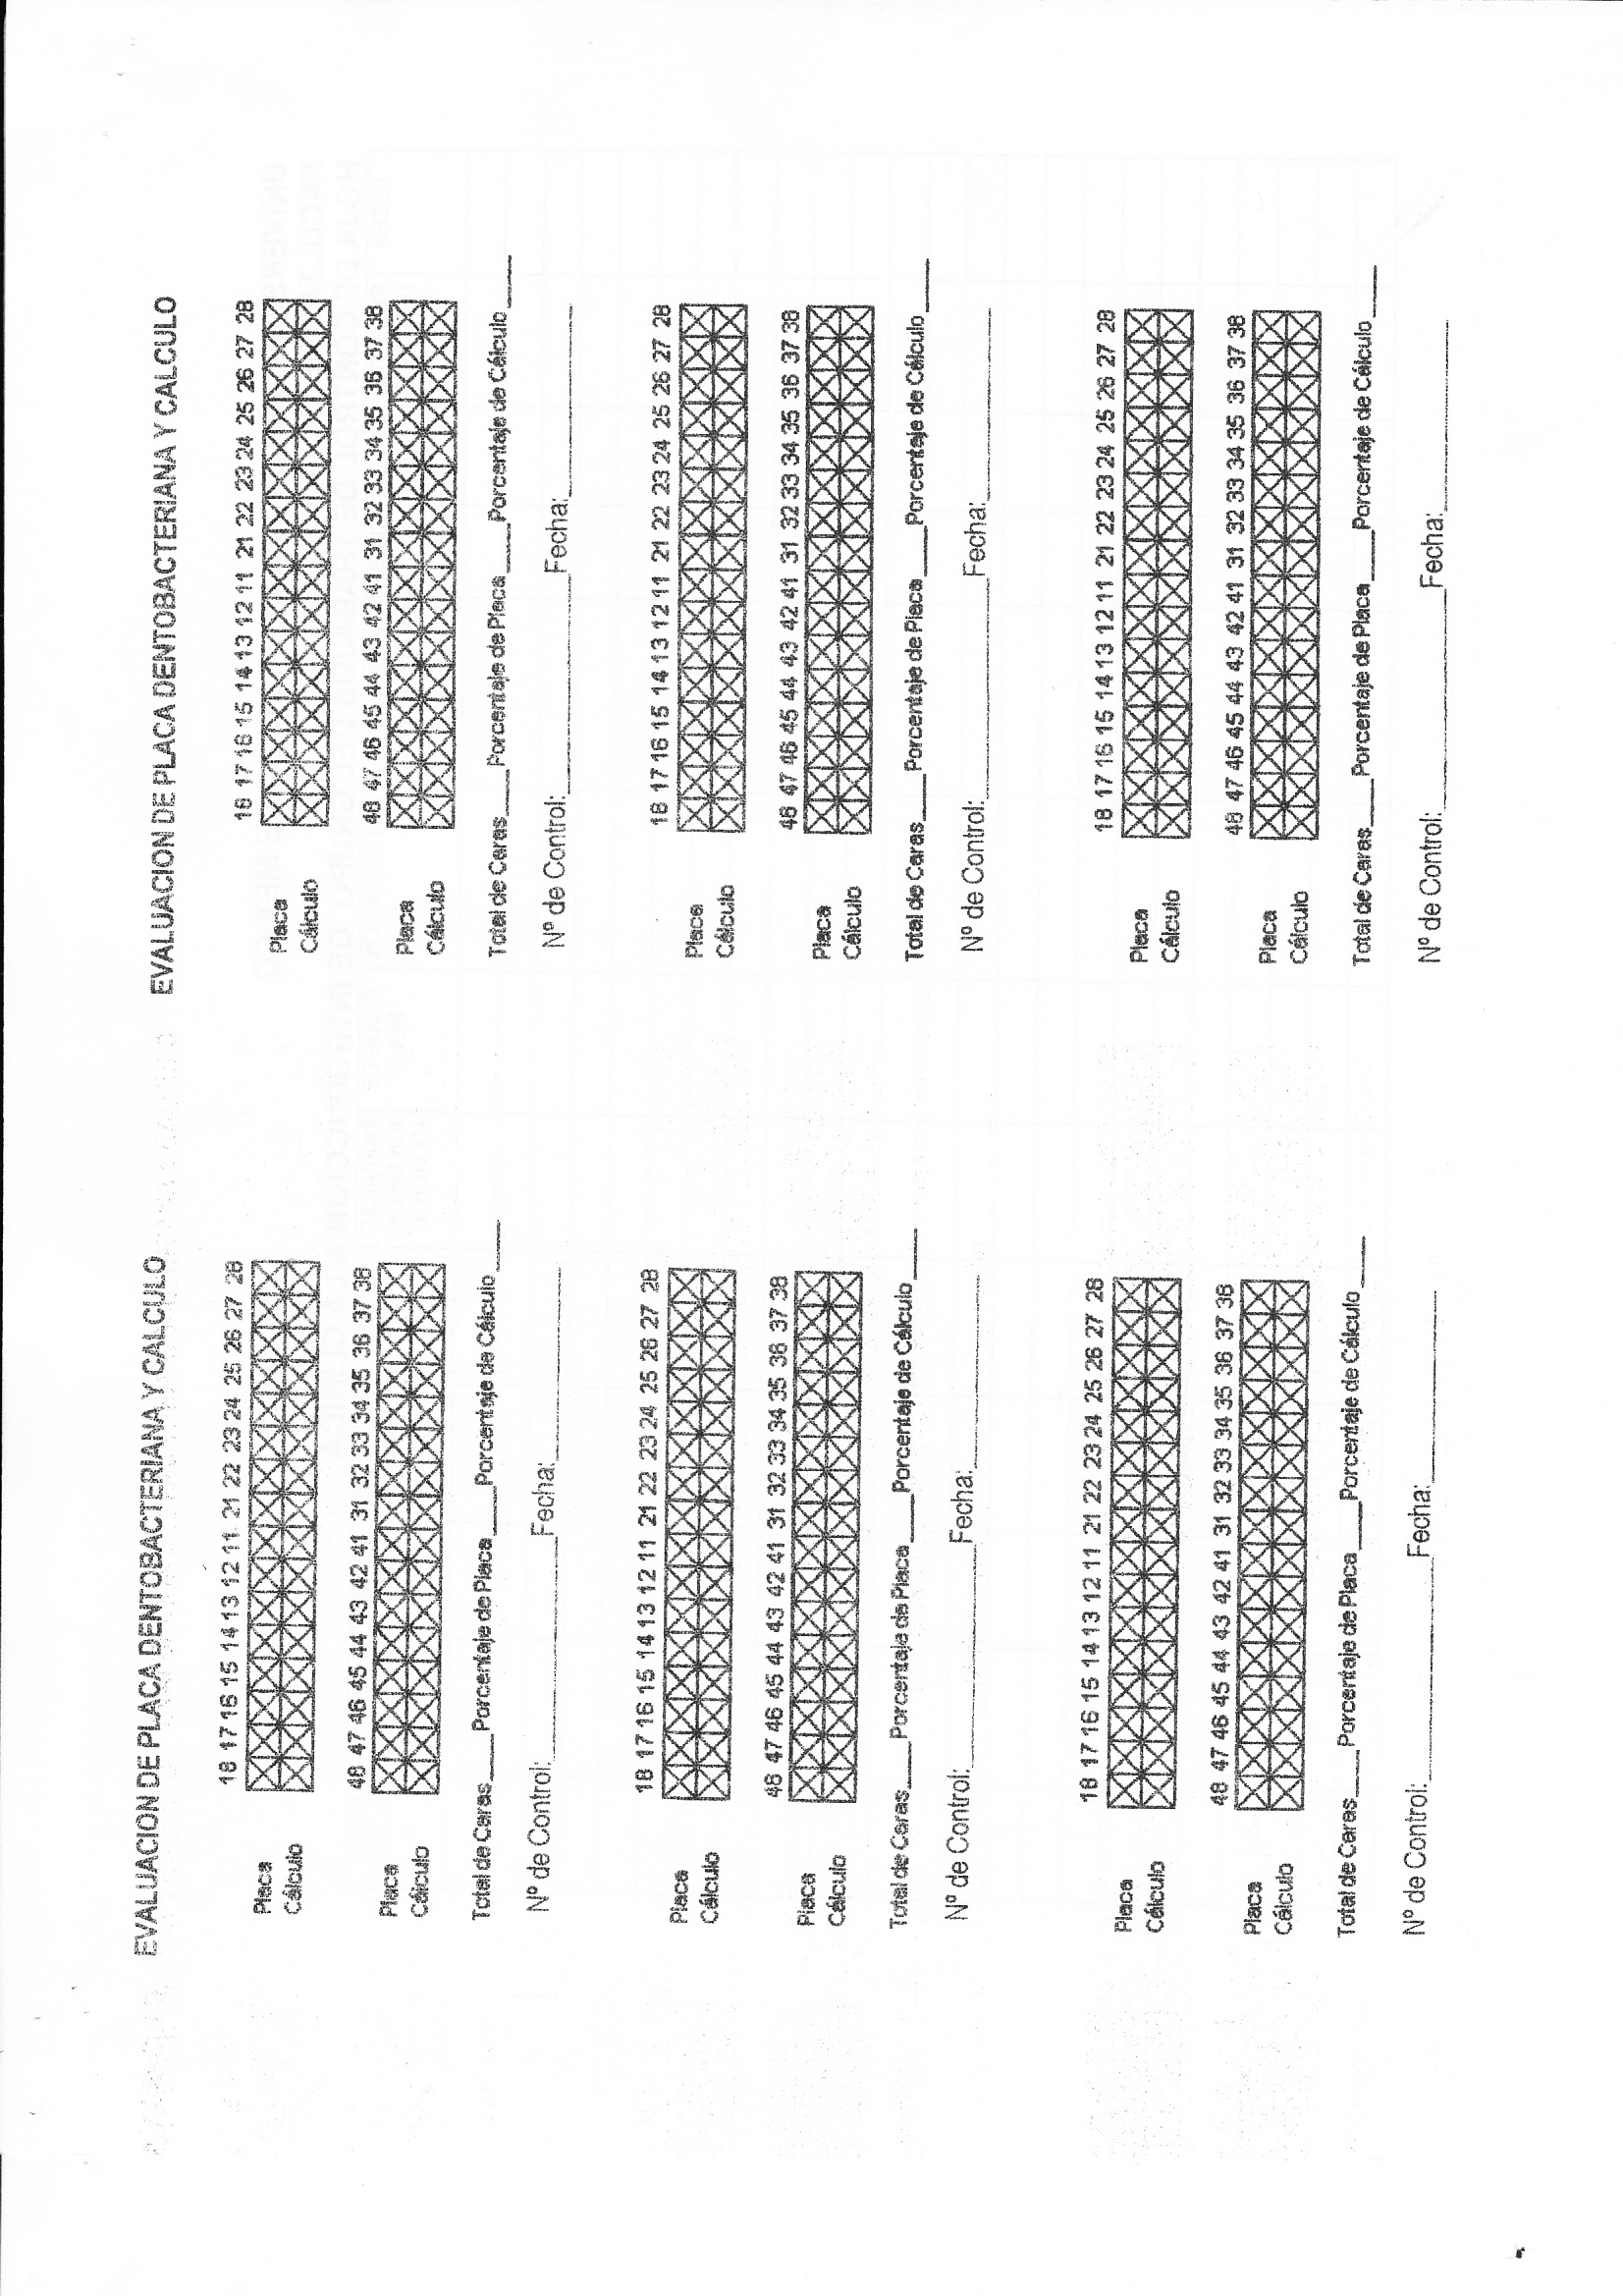 EVALUACION DE PLACA DENTOBACTERIANA Y CALCULO
18 17 16 15 14 13 12 11 21 22 23 24 25 26 27 28
Placa
Cálculo
48 47 46 45 44 43 42 41 31 32 33 34 35 36 37 38
Placa
Cálculo
Total de Caras____Porcentaje de Placa____Porcentaje de Cálculo____
Nº de Control:____________Fecha:____________
18 17 16 15 14 13 12 11 21 22 23 24 25 26 27 28
Placa
Cálculo
48 47 46 45 44 43 42 41 31 32 33 34 35 36 37 38
Placa
Cálculo
Total de Caras____Porcentaje de Placa____Porcentaje de Cálculo____
Nº de Control:____________Fecha:____________
18 17 16 15 14 13 12 11 21 22 23 24 25 26 27 28
Placa
Cálculo
48 47 46 45 44 43 42 41 31 32 33 34 35 36 37 38
Placa
Cálculo
Total de Caras____Porcentaje de Placa____Porcentaje de Cálculo____
Nº de Control:____________Fecha:____________
EVALUACION DE PLACA DENTOBACTERIANA Y CALCULO
18 17 16 15 14 13 12 11 21 22 23 24 25 26 27 28
Placa
Cálculo
48 47 46 45 44 43 42 41 31 32 33 34 35 36 37 38
Placa
Cálculo
Total de Caras____Porcentaje de Placa____Porcentaje de Cálculo____
Nº de Control:____________Fecha:____________
18 17 16 15 14 13 12 11 21 22 23 24 25 26 27 28
Placa
Cálculo
48 47 46 45 44 43 42 41 31 32 33 34 35 36 37 38
Placa
Cálculo
Total de Caras____Porcentaje de Placa____Porcentaje de Cálculo____
Nº de Control:____________Fecha:____________
18 17 16 15 14 13 12 11 21 22 23 24 25 26 27 28
Placa
Cálculo
48 47 46 45 44 43 42 41 31 32 33 34 35 36 37 38
Placa
Cálculo
Total de Caras____Porcentaje de Placa____Porcentaje de Cálculo____
Nº de Control:____________Fecha:____________